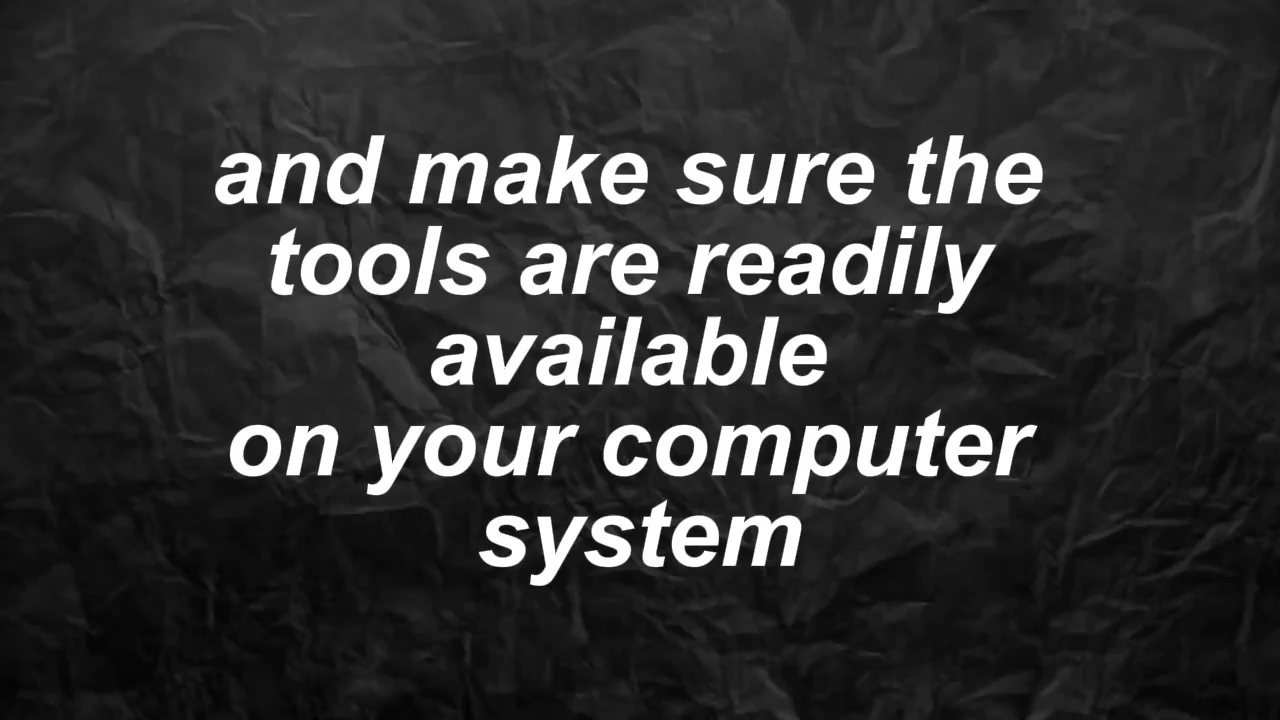 and make sure the
tools are readily
available
on your computer
system